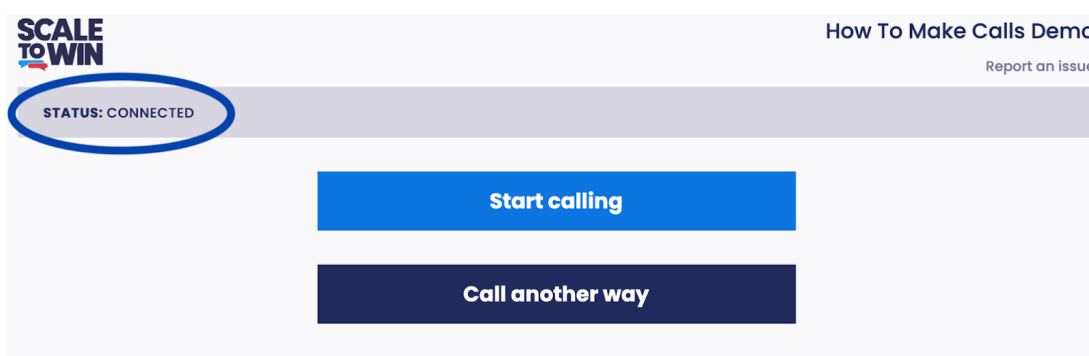 SCALE
TO WIN
How To Make Calls Demo
Report an issue
STATUS: CONNECTED
Start calling
Call another way